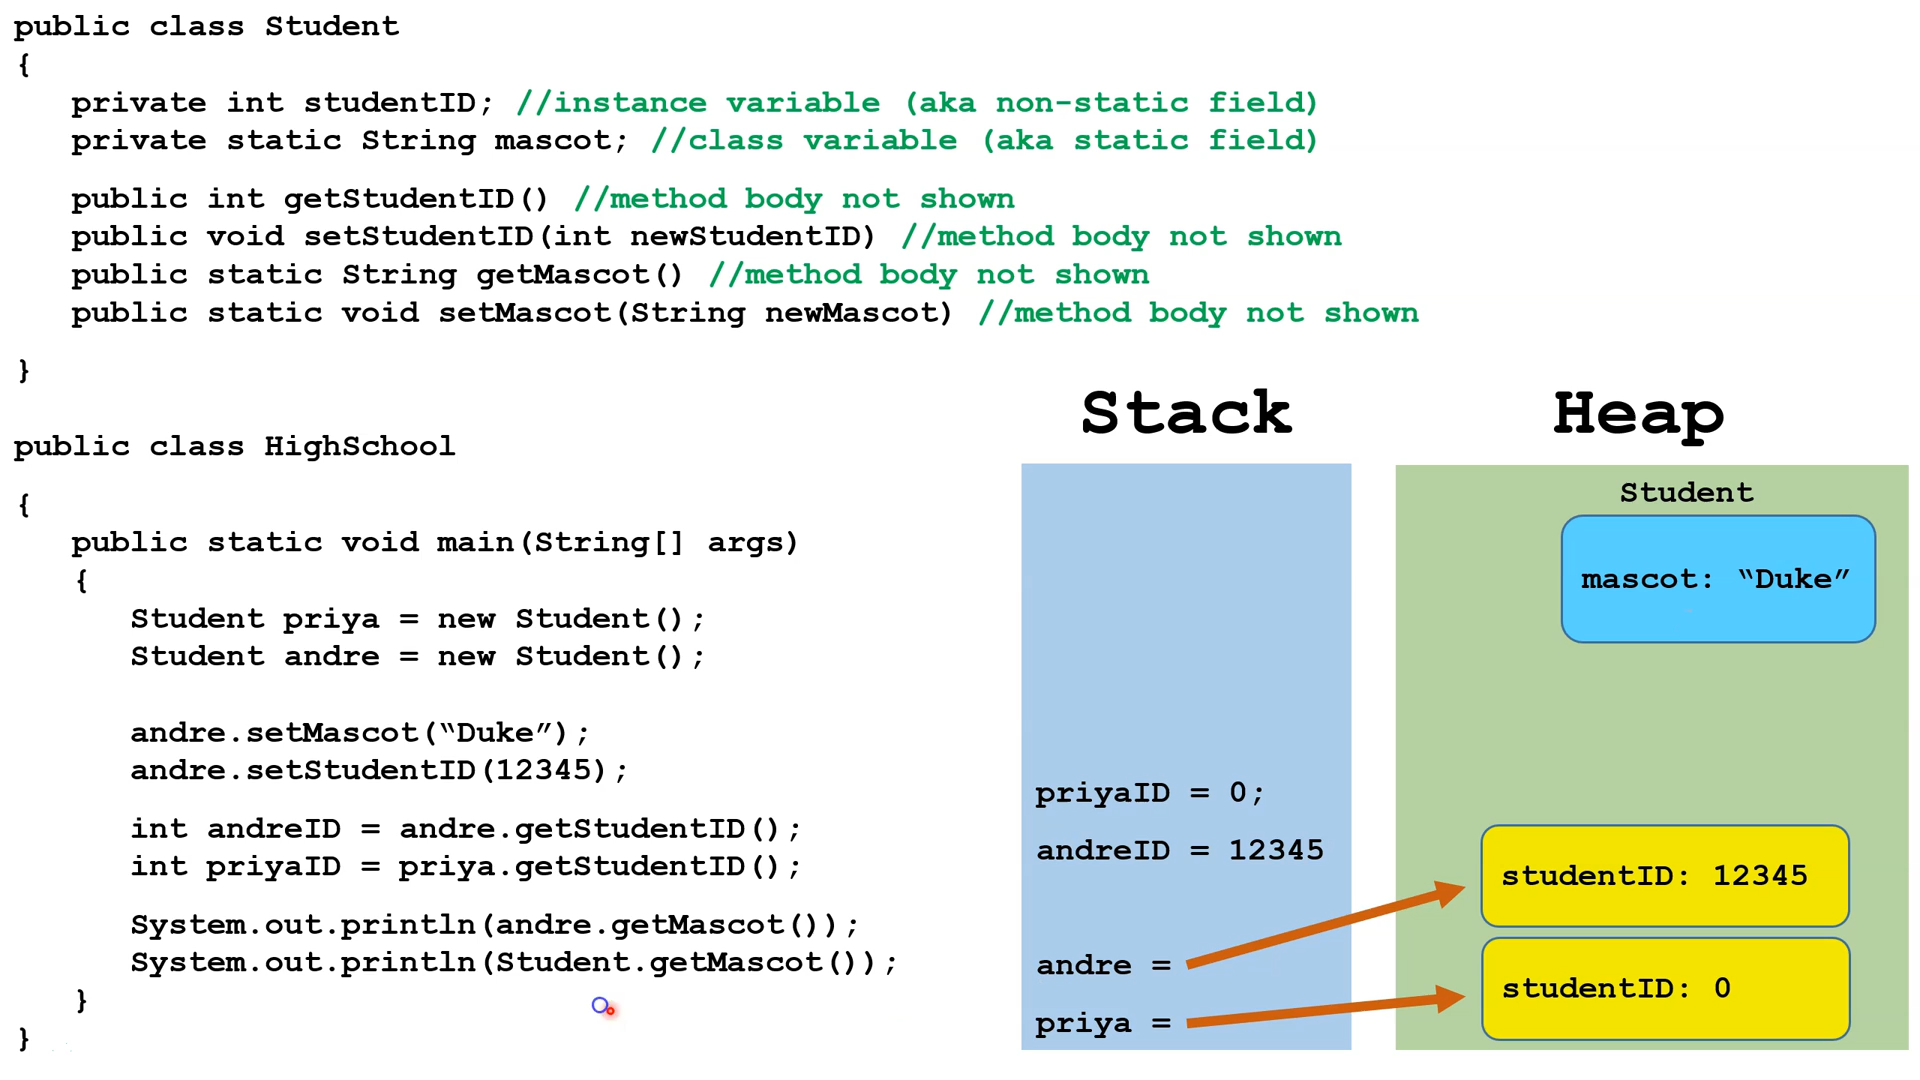 public class Student
{
private int studentID; //instance variable (aka non-static field)
private static String mascot; //class variable (aka static field)
public int getStudentID() //method body not shown
public void setStudentID(int newStudentID) //method body not shown
public static String getMascot() //method body not shown
public static void setMascot(String newMascot) //method body not shown
}
public class HighSchool
{
public static void main(String[] args)
{
Student priya = new Student();
Student andre = new Student();
andre.setMascot(“Duke”);
andre.setStudentID(12345);
int andreID = andre.getStudentID();
int priyaID = priya.getStudentID();
System.out.println(andre.getMascot());
System.out.println(Student.getMascot());
}
}
Stack
priyaID = 0;
andreID = 12345
andre =
priya =
Heap
Student
mascot: “Duke”
studentID: 12345
studentID: 0